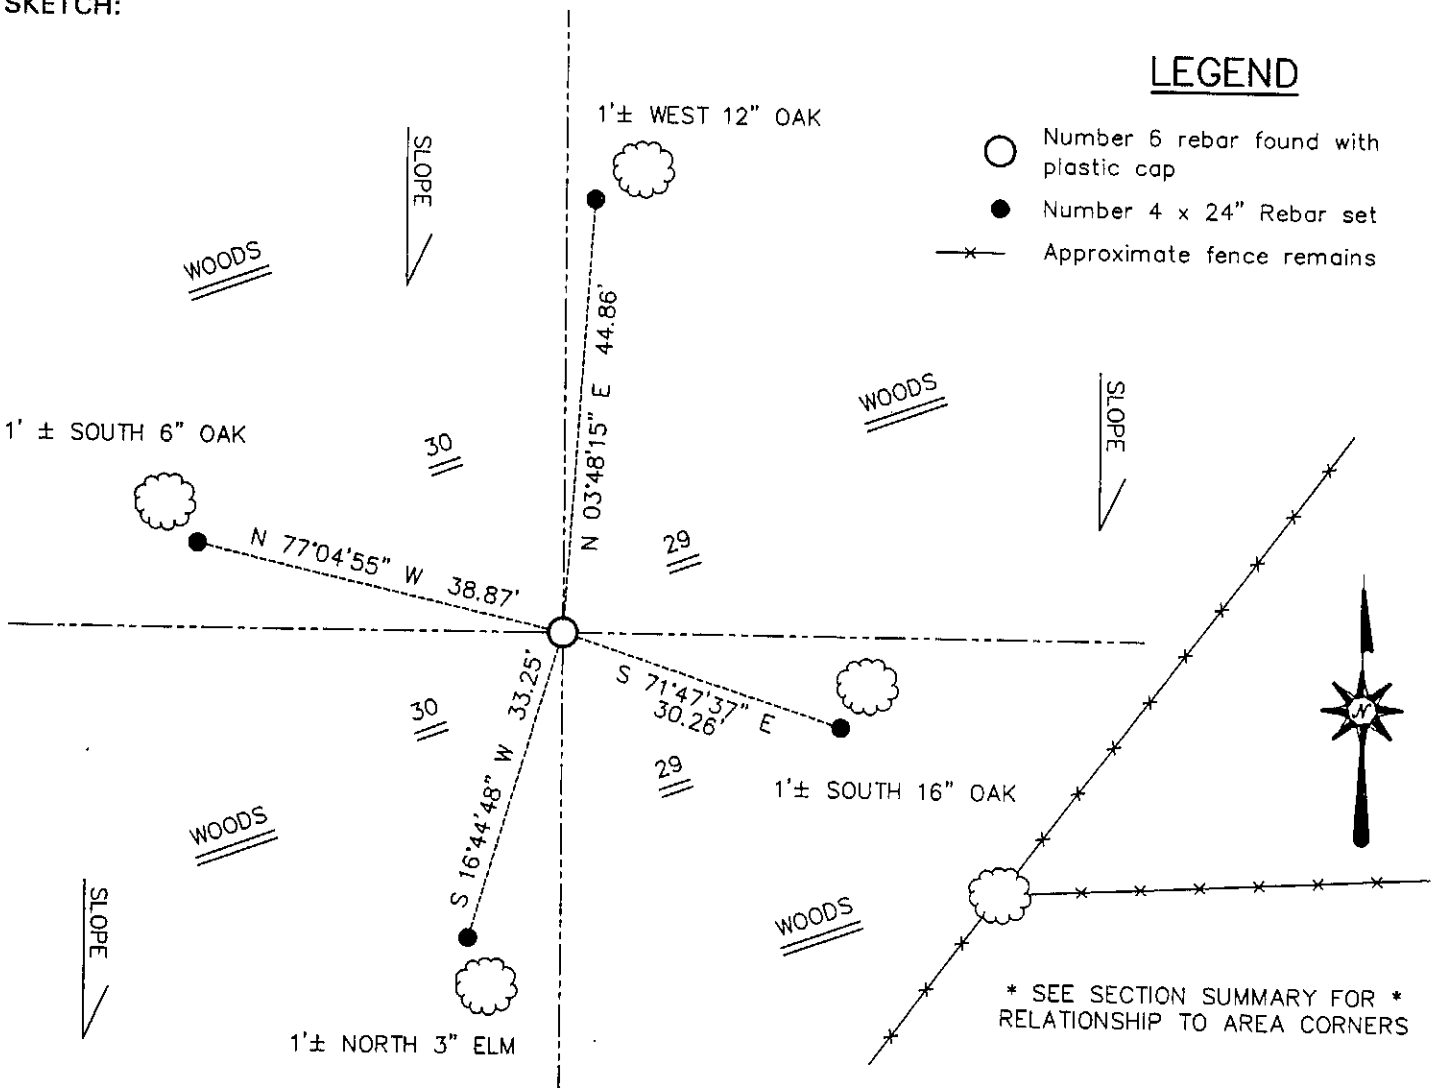 SKETCH:
LEGEND
Number 6 rebar found with
plastic cap
Number 4 x 24" Rebar set
Approximate fence remains
1'± WEST 12" OAK
SLOPE
WOODS
N 03°48'15" E 44.86'
WOODS
SLOPE
1' ± SOUTH 6" OAK
30
29
N 77°04'55" W 38.87'
S 71°47'37" E
30.26'
S 16°44'48" W 33.25'
30
29
1'± SOUTH 16" OAK
N
WOODS
SLOPE
WOODS
1'± NORTH 3" ELM
* SEE SECTION SUMMARY FOR *
RELATIONSHIP TO AREA CORNERS